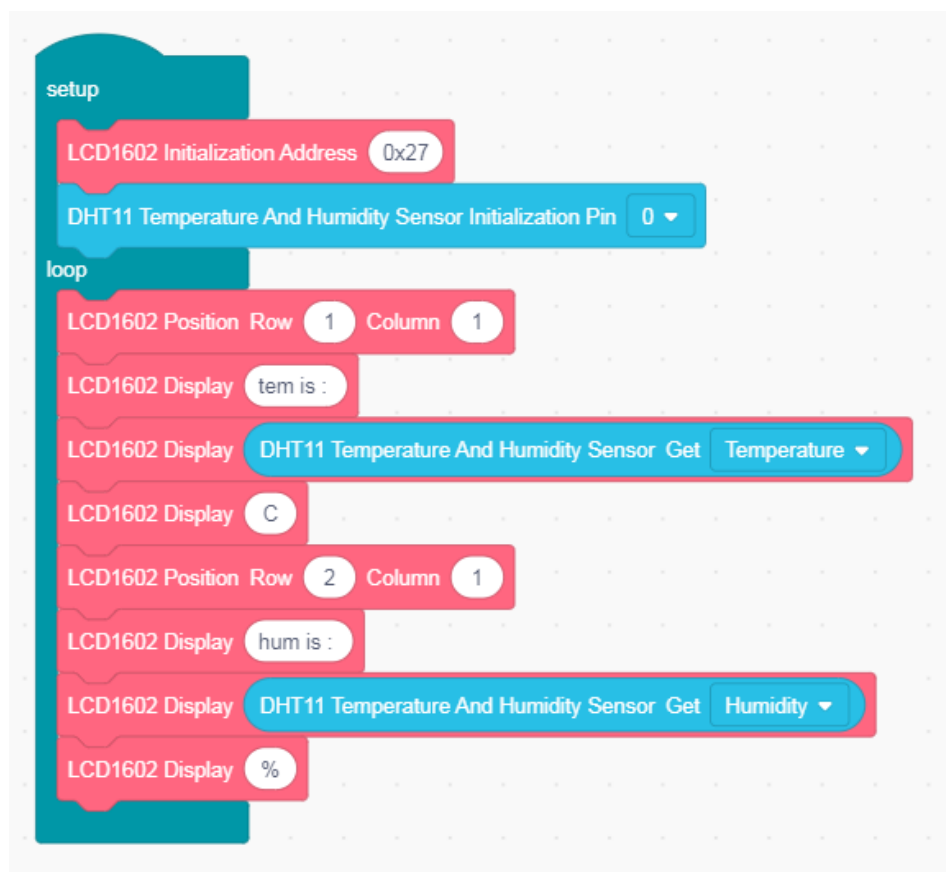 setup
LCD1602 Initialization Address 0x27
DHT11 Temperature And Humidity Sensor Initialization Pin 0
loop
LCD1602 Position Row 1 Column 1
LCD1602 Display tem is :
LCD1602 Display DHT11 Temperature And Humidity Sensor Get Temperature
LCD1602 Display C
LCD1602 Position Row 2 Column 1
LCD1602 Display hum is :
LCD1602 Display DHT11 Temperature And Humidity Sensor Get Humidity
LCD1602 Display %